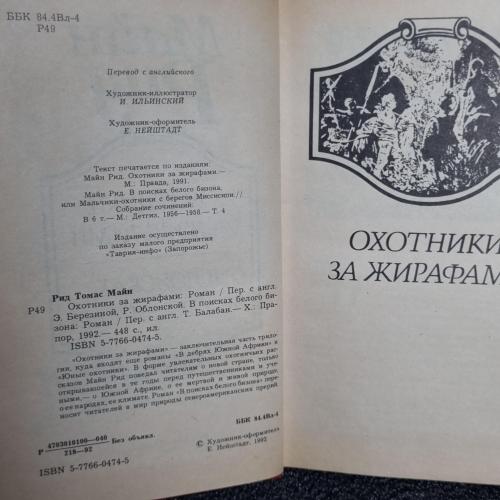 ББК 84.4Вл-4
Р49
Перевод с английского
Художник-иллюстратор
И. ИЛЬИНСКИЙ
Художник-оформитель
Е. НЕЙШТАДТ
Текст печатается по изданиям:
Майн Рид. Охотники за жирафами.—
М.: Правда, 1991.
Майн Рид. В поисках белого бизона,
или Мальчики-охотники с берегов Миссисипи.//
Собрание сочинений:
В 6 т.— М.: Детгиз, 1956—1958.— Т. 4
Издание осуществлено
по заказу малого предприятия
"Таврия-инфо" (Запорожье)
Рид Томас Майн
Р49 Охотники за жирафами: Роман / Пер. с англ.
Э. Березиной, Р. Облонской. В поисках белого би-
зона: Роман / Пер. с англ. Т. Балабан.— Х.: Пра-
пор, 1992.— 448 с., ил.
ISBN 5-7766-0474-5.
«Охотники за жирафами» — заключительная часть трило-
гии, куда входят еще романы «В дебрях Южной Африки» и
«Юные охотники». В форме увлекательных охотничьих рас-
сказов Майн Рид поведал читателям о новой стране, только
открывавшейся в те годы перед путешественниками и уче-
ными,— о Южной Африке, о ее мертвой и живой природе,
о ее народах, ее климате. Роман «В поисках белого бизона» пере-
носит читателей в мир природы североамериканских прерий.
Р 4703010100—040
218—92 Без объявл.
ББК 84.4Вл-4
ISBN 5-7766-0474-5
© Художник-оформитель
Е. Нейштадт, 1992
ОХОТНИКИ
ЗА ЖИРАФАМ